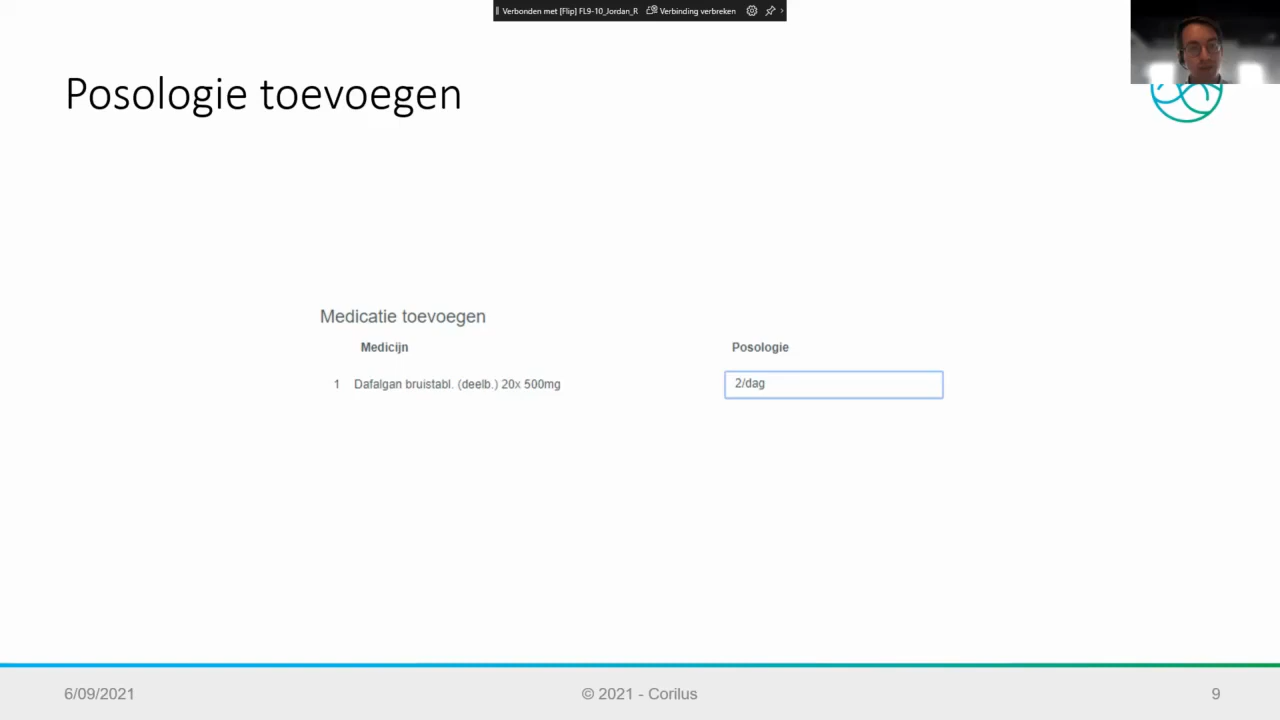 Verbonden met [Flip] FL9-10_Jordan_R Verbinding verbreken
Posologie toevoegen
Medicatie toevoegen
Medicijn Posologie
1 Dafalgan bruistabl. (deelb.) 20x 500mg 2/dag
6/09/2021 © 2021 - Corilus 9